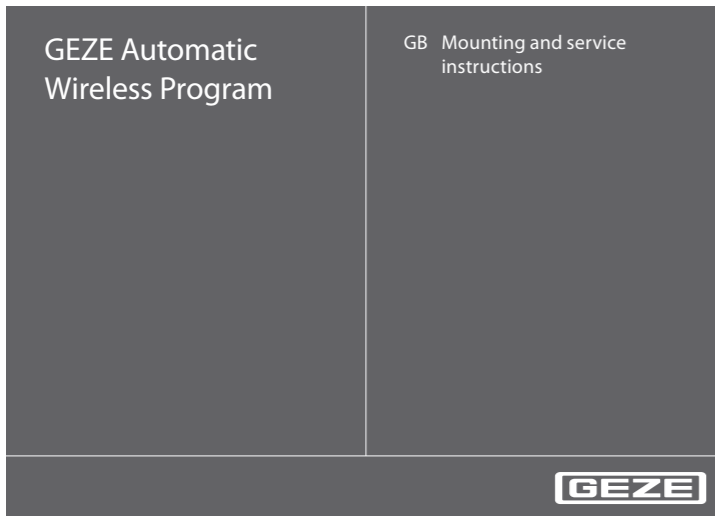 GEZE Automatic
Wireless Program
GB Mounting and service
instructions
GEZE